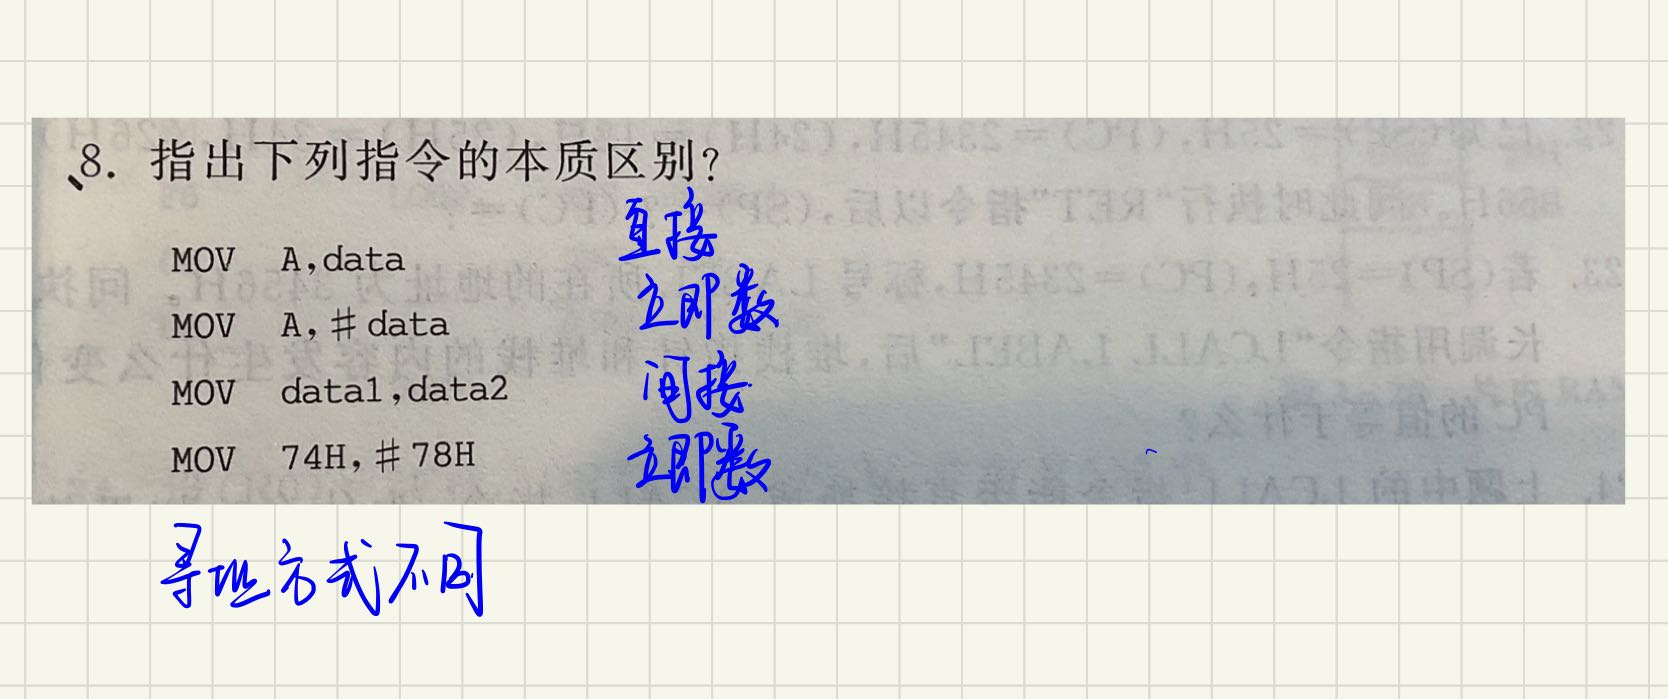 8. 指出下列指令的本质区别?
直接
MOV A,data
立即数
MOV A,#data
间接
MOV data1,data2
立即数
MOV 74H,#78H
寻址方式不同